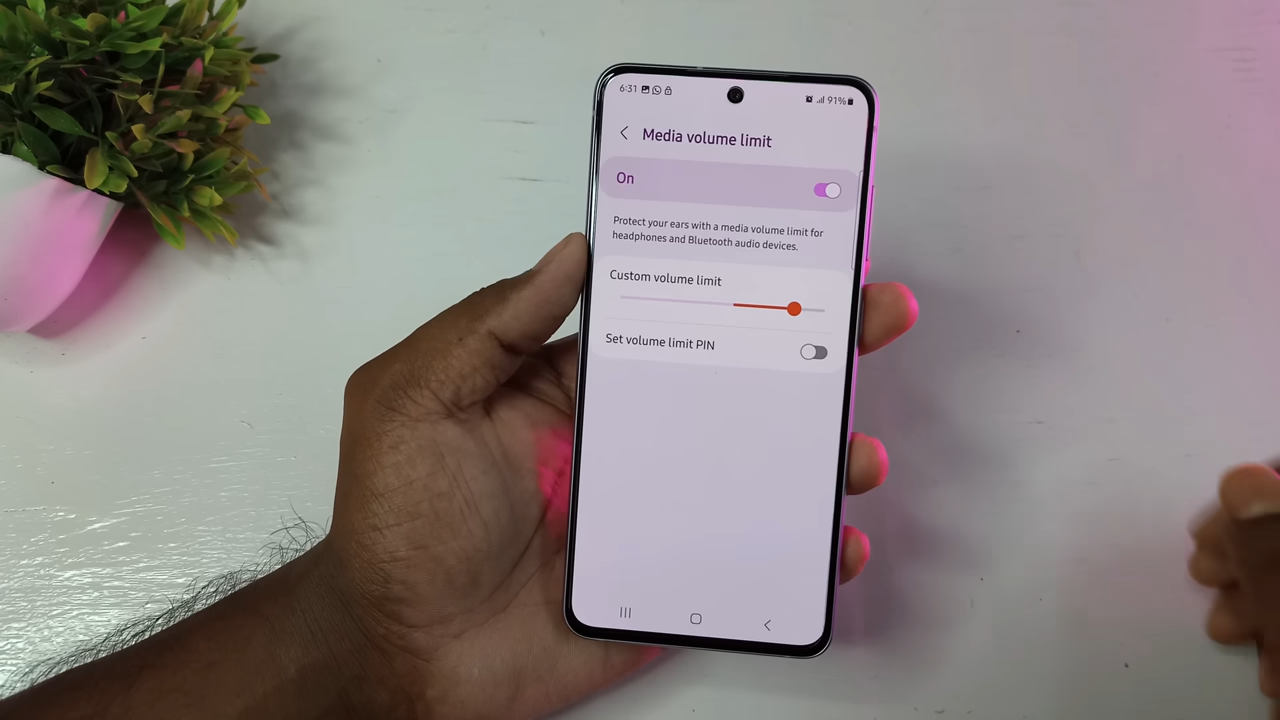 6:31
91%
Media volume limit
On
Protect your ears with a media volume limit for
headphones and Bluetooth audio devices.
Custom volume limit
Set volume limit PIN